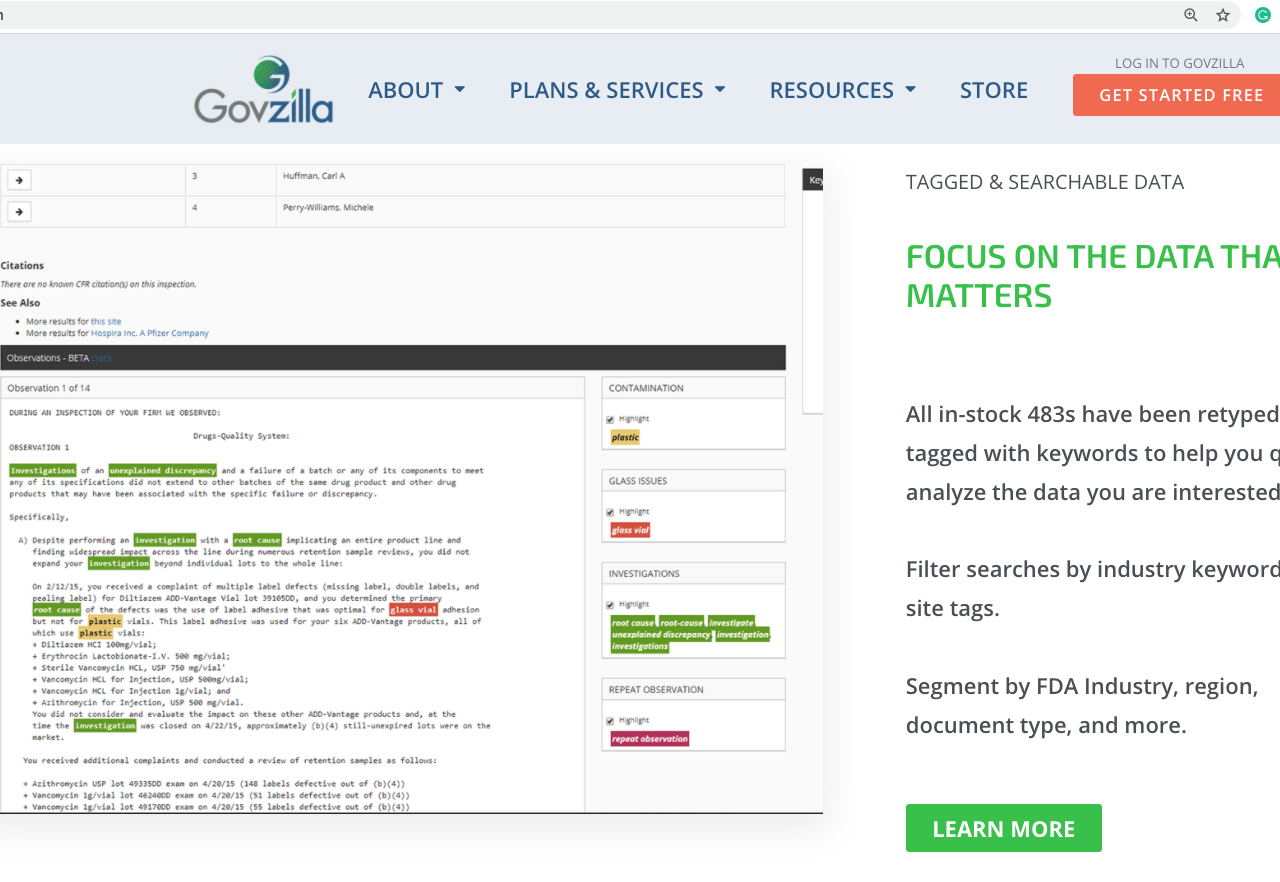 LOG IN TO GOVZILLA
Govzilla
ABOUT
PLANS & SERVICES
RESOURCES
STORE
GET STARTED FREE
3 Huffman, Carl A
4 Perry-Williams, Michele
Key
Citations
There are no known CFR citation(s) on this inspection.
See Also
More results for this site
More results for Hospira Inc. A Pfizer Company
Observations - BETA crack
Observation 1 of 14
DURING AN INSPECTION OF YOUR FIRM WE OBSERVED:
Drugs-Quality System:
OBSERVATION 1
Investigations of an unexplained discrepancy and a failure of a batch or any of its components to meet
any of its specifications did not extend to other batches of the same drug product and other drug
products that may have been associated with the specific failure or discrepancy.
Specifically,
A) Despite performing an investigation with a root cause implicating an entire product line and
finding widespread impact across the line during numerous retention sample reviews, you did not
expand your investigation beyond individual lots to the whole line:
On 2/12/15, you received a complaint of multiple label defects (missing label, double labels, and
pealing label) for Diltiazem ADD-Vantage Vial lot 39105DD, and you determined the primary
root cause of the defects was the use of label adhesive that was optimal for glass vial adhesion
but not for plastic vials. This label adhesive was used for your six ADD-Vantage products, all of
which use plastic vials:
+ Diltiazem HCI 100mg/vial;
+ Erythrocin Lactobionate-I.V. 500 mg/vial;
+ Sterile Vancomycin HCL, USP 750 mg/vial'
+ Vancomycin HCL for Injection, USP 500mg/vial;
+ Vancomycin HCL for Injection 1g/vial; and
+ Azithromycin for Injection, USP 500 mg/vial.
You did not consider and evaluate the impact on these other ADD-Vantage products and, at the
time the investigation was closed on 4/22/15, approximately (b)(4) still-unexpired lots were on the
market.
You received additional complaints and conducted a review of retention samples as follows:
+ Azithromycin USP lot 49335DD exam on 4/20/15 (148 labels defective out of (b)(4))
+ Vancomycin 1g/vial lot 46240DD exam on 4/20/15 (51 labels defective out of (b)(4))
+ Vancomycin 1g/vial lot 49170DD exam on 4/20/15 (55 labels defective out of (b)(4))
CONTAMINATION
Highlight
plastic
GLASS ISSUES
Highlight
glass vial
INVESTIGATIONS
Highlight
root cause root-cause investigate
unexplained discrepancy investigation
investigations
REPEAT OBSERVATION
Highlight
repeat observation
TAGGED & SEARCHABLE DATA
FOCUS ON THE DATA THA
MATTERS
All in-stock 483s have been retyped
tagged with keywords to help you q
analyze the data you are interested
Filter searches by industry keyword
site tags.
Segment by FDA Industry, region,
document type, and more.
LEARN MORE